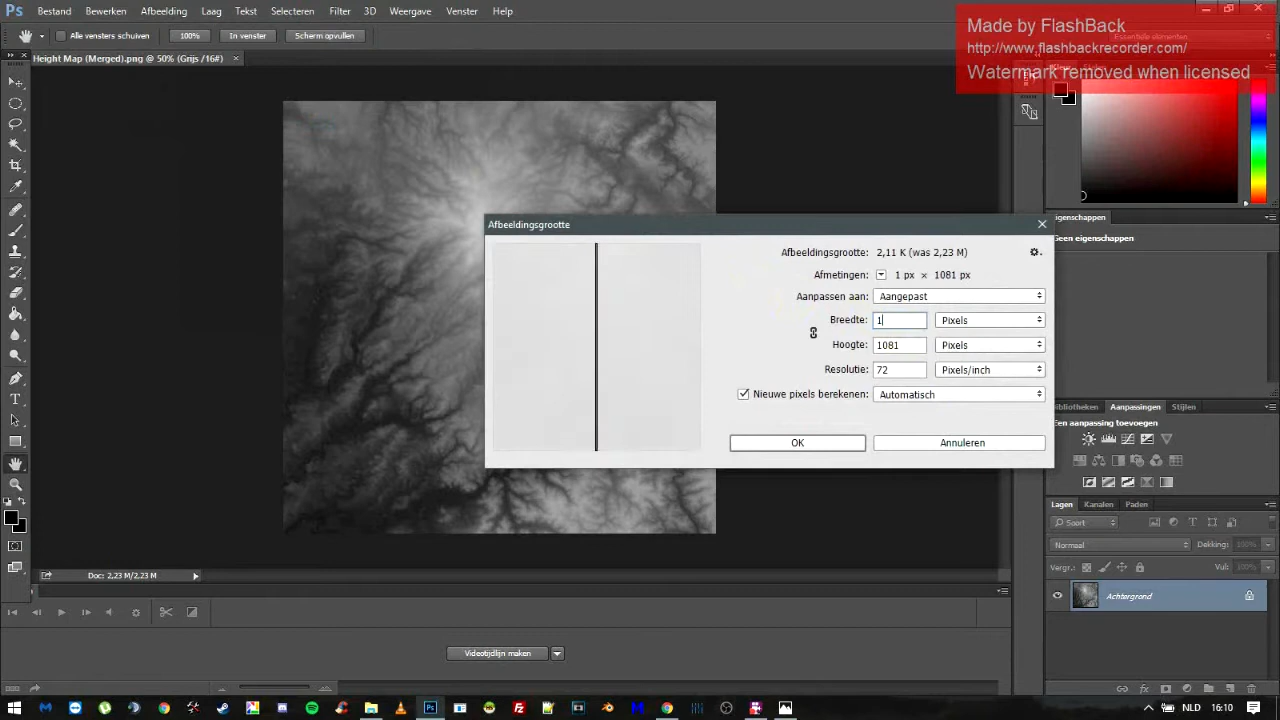 Ps Bestand Bewerken Afbeelding Laag Tekst Selecteren Filter 3D Weergave Venster Help
Made by FlashBack
http://www.flashbackrecorder.com/
Watermark removed when licensed
Alle vensters schuiven 100% In venster Scherm opvullen
Height Map (Merged).png @ 50% (Grijs /16#) ×
Afbeeldingsgrootte
Afbeeldingsgrootte: 2,11 K (was 2,23 M)
Afmetingen: 1 px × 1081 px
Aanpassen aan: Aangepast
Breedte: 1 Pixels
Hoogte: 1081 Pixels
Resolutie: 72 Pixels/inch
Nieuwe pixels berekenen: Automatisch
OK Annuleren
Eigenschappen
Geen eigenschappen
Bibliotheken Aanpassingen Stijlen
Een aanpassing toevoegen
Lagen Kanalen Paden
Soort
Normaal Dekking: 100%
Vergr.: Vul: 100%
Achtergrond
Doc: 2,23 M/2,23 M
Videotijdlijn maken
NLD 16:10